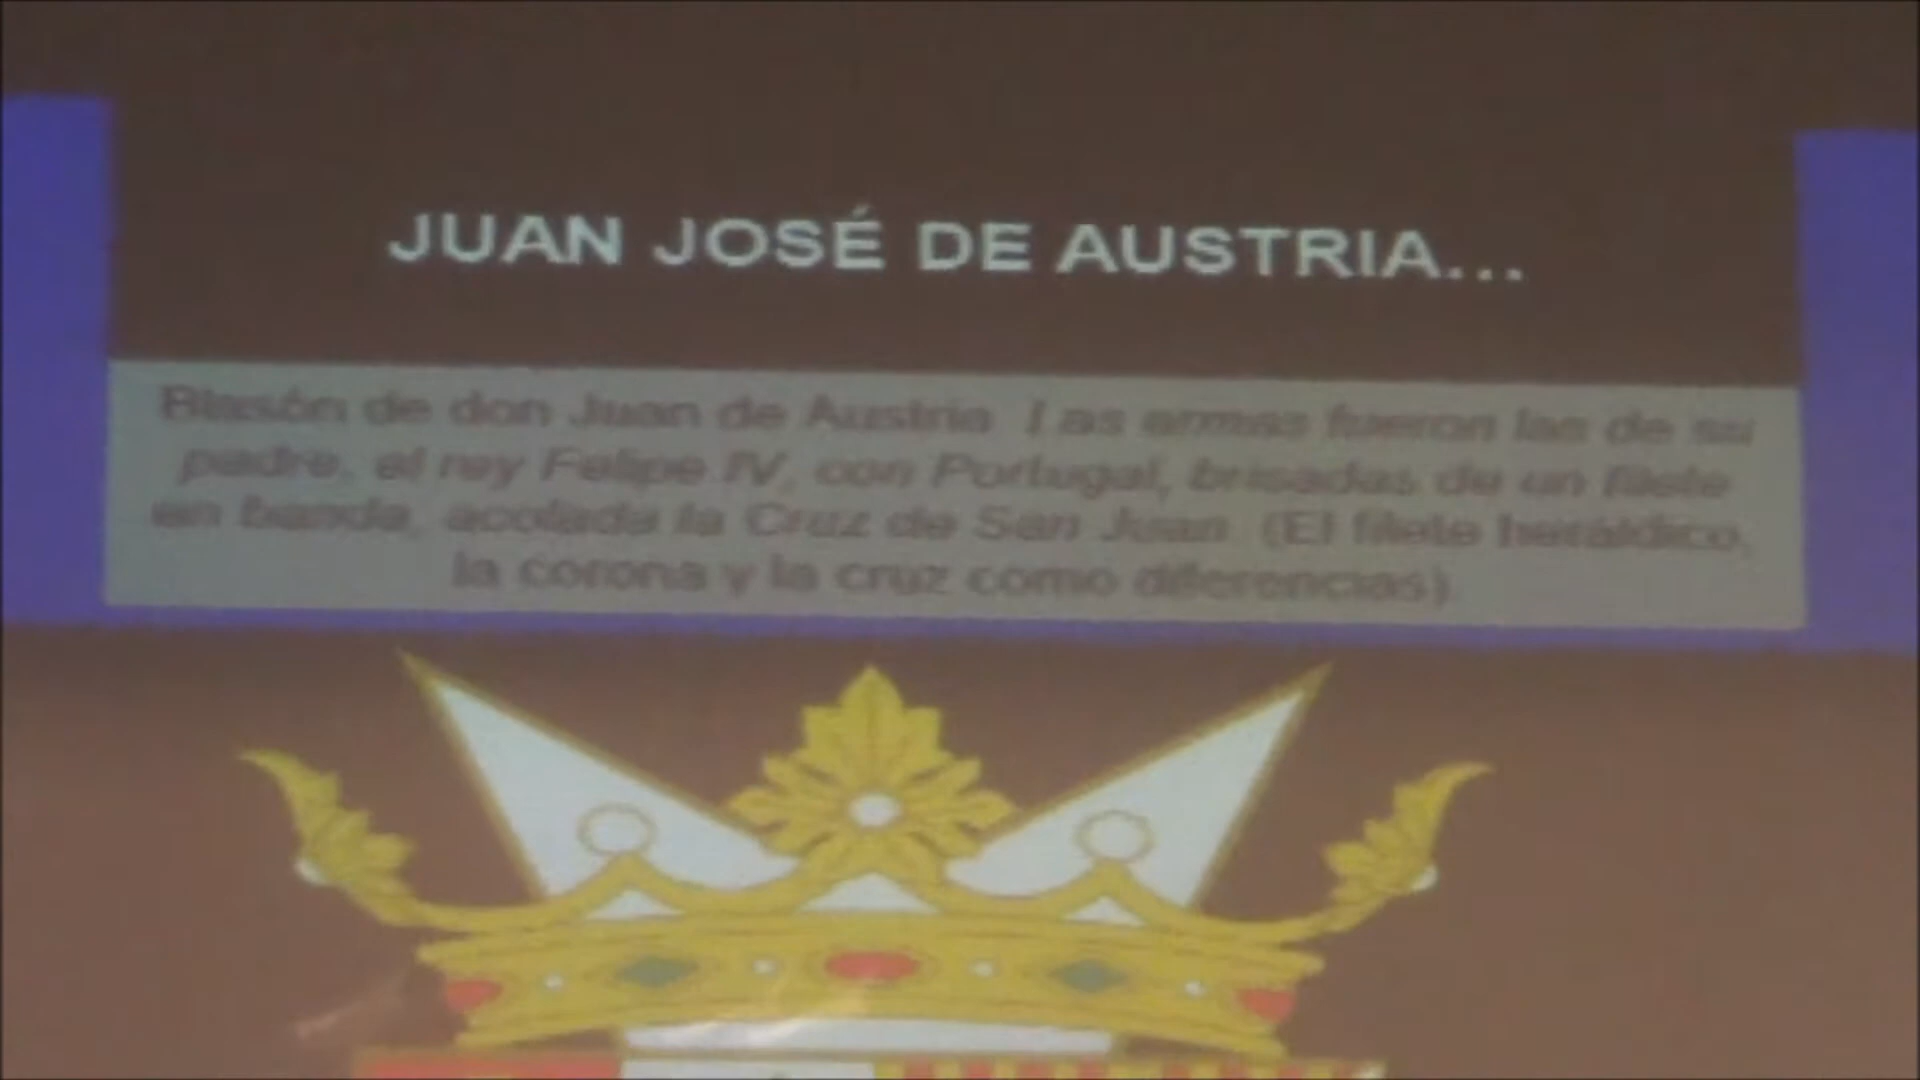 JUAN JOSÉ DE AUSTRIA...
Blasón de don Juan de Austria. Las armas fueron las de su
padre, el rey Felipe IV, con Portugal, brisadas de un filete
en banda, acolada la Cruz de San Juan. (El filete heráldico,
la corona y la cruz como diferencias).